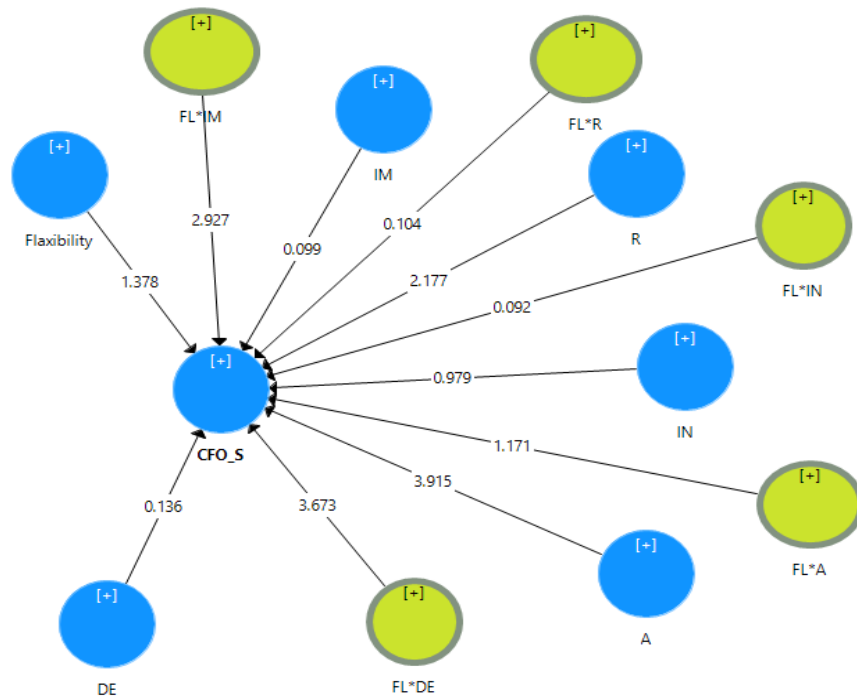 [+]
FL*IM
[+]
IM
[+]
FL*R
[+]
Flaxibility
[+]
R
[+]
FL*IN
2.927
0.099
0.104
1.378
2.177
0.092
[+]
CFO_S
0.979
[+]
IN
1.171
3.915
3.673
0.136
[+]
FL*A
[+]
A
[+]
DE
[+]
FL*DE